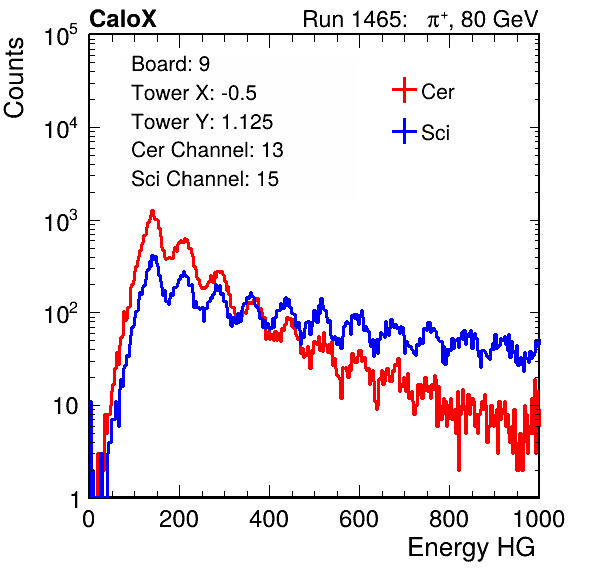 CaloX Run 1465: π⁺, 80 GeV
Counts
10⁵
10⁴
10³
10²
10
1
Board: 9
Tower X: -0.5
Tower Y: 1.125
Cer Channel: 13
Sci Channel: 15
Cer
Sci
0 200 400 600 800 1000
Energy HG